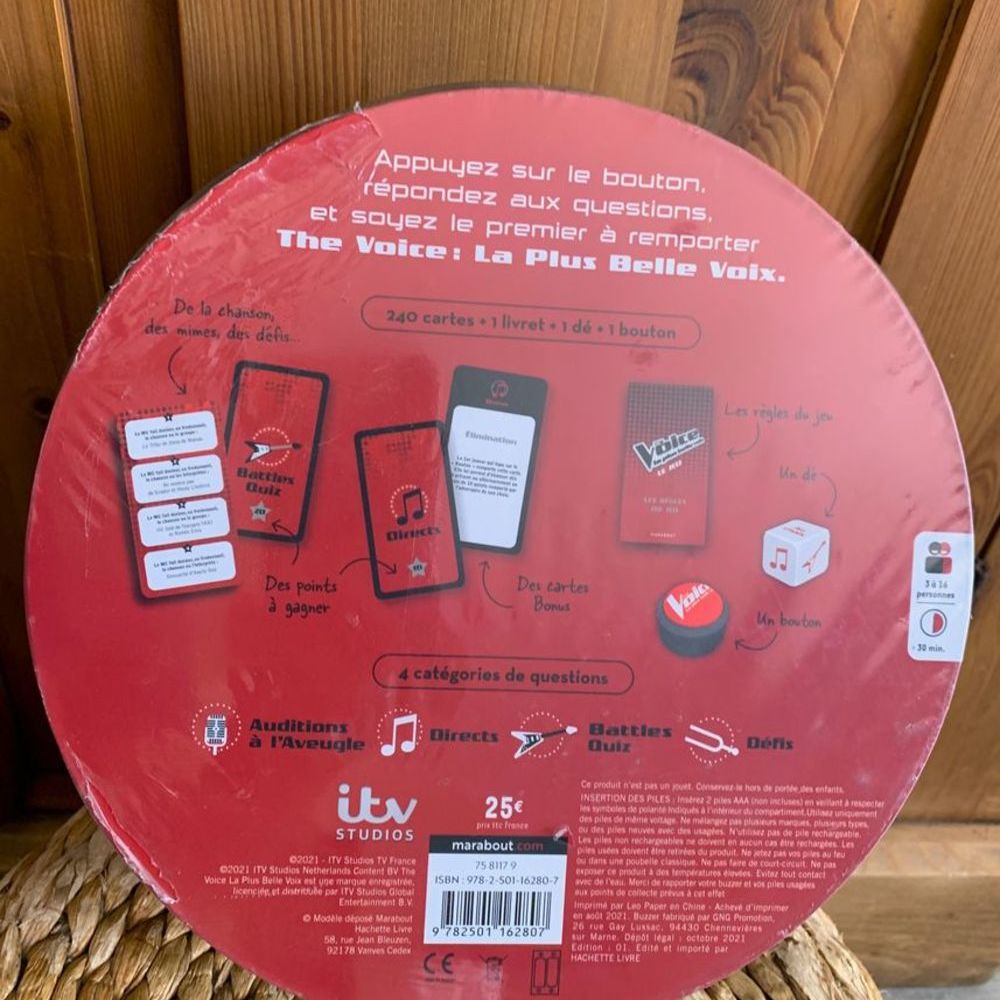 Appuyez sur le bouton,
répondez aux questions,
et soyez le premier à remporter
The Voice : La Plus Belle Voix.
De la chanson,
des mimes, des défis...
240 cartes + 1 livret + 1 dé + 1 bouton
Battles
Quiz
20
Directs
10
Elimination
Voice
LE JEU
LES RÈGLES
DU JEU
MARABOUT
Les règles du jeu
Un dé
Voice
Un bouton
Des points
à gagner
Des cartes
Bonus
3 à 16
personnes
30 min.
4 catégories de questions
Auditions
à l'Aveugle
Directs
Battles
Quiz
Défis
itv
STUDIOS
25€
prix ttc france
marabout.com
75 8117 9
ISBN : 978-2-501-16280-7
9 782501 162807
CE
©2021 - ITV Studios TV France
©2021 ITV Studios Netherlands Content BV The
Voice La Plus Belle Voix est une marque enregistrée,
licenciée et distribuée par ITV Studios Global
Entertainment B.V.
© Modèle déposé Marabout
Hachette Livre
58, rue Jean Bleuzen,
92178 Vanves Cedex
Ce produit n'est pas un jouet. Conservez-le hors de portée des enfants.
INSERTION DES PILES : Insérez 2 piles AAA (non incluses) en veillant à respecter
les symboles de polarité indiqués à l'intérieur du compartiment. Utilisez uniquement
des piles de même voltage. Ne mélangez pas plusieurs marques, plusieurs types,
ou des piles neuves avec des usagées. N'utilisez pas de pile rechargeable.
Les piles non rechargeables ne doivent en aucun cas être rechargées. Les
piles usées doivent être retirées du produit. Ne jetez pas vos piles au feu
ou dans une poubelle classique. Ne pas faire de court-circuit. Ne pas
exposer ce produit à des températures élevées. Évitez tout contact
avec de l'eau. Merci de rapporter votre buzzer et vos piles usagées
aux points de collecte prévus à cet effet.
Imprimé par Leo Paper en Chine - Achevé d'imprimer
en août 2021. Buzzer fabriqué par GNG Promotion,
26 rue Gay Lussac, 94430 Chennevières
sur Marne. Dépôt légal : octobre 2021
Edition : 01. Edité et importé par
HACHETTE LIVRE